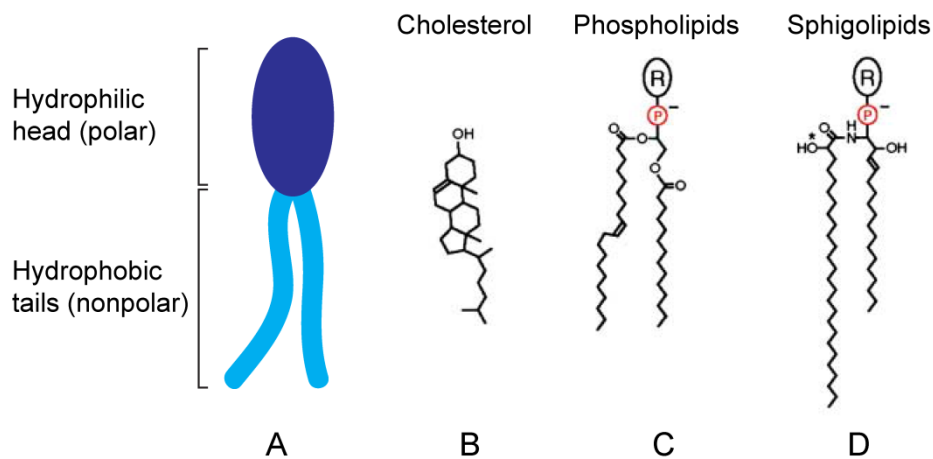 Cholesterol
Phospholipids
Sphigolipids
Hydrophilic
head (polar)
Hydrophobic
tails (nonpolar)
OH
R
P
−
O
O
O
O
R
P
−
O
H
N
HO
*
OH
A
B
C
D